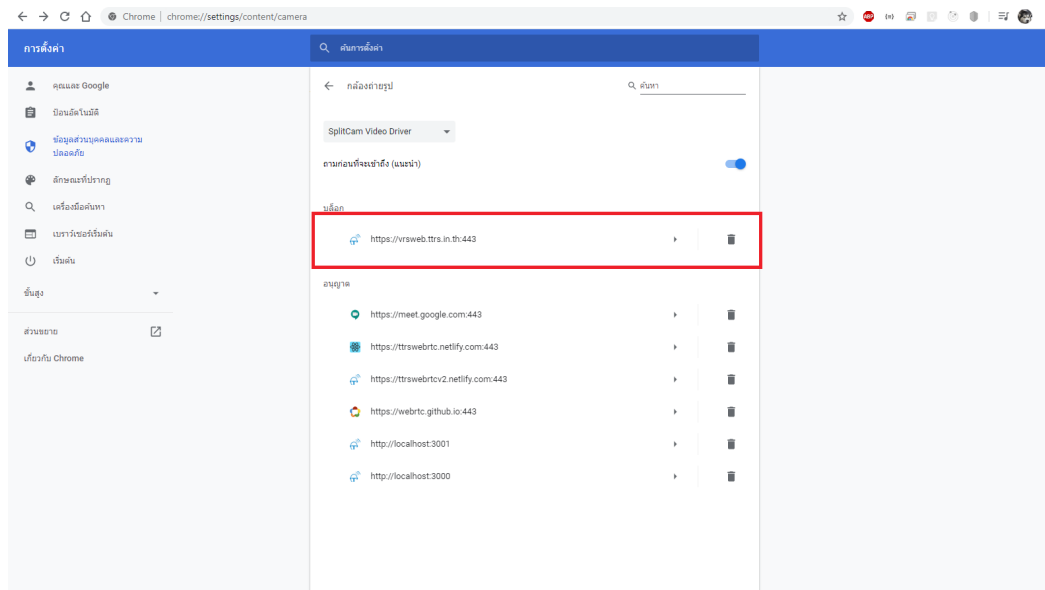 Chrome | chrome://settings/content/camera
ABP
การตั้งค่า
ค้นการตั้งค่า
คุณและ Google
ป้อนอัตโนมัติ
ข้อมูลส่วนบุคคลและความ
ปลอดภัย
ลักษณะที่ปรากฏ
เครื่องมือค้นหา
เบราว์เซอร์เริ่มต้น
เริ่มต้น
ขั้นสูง
ส่วนขยาย
เกี่ยวกับ Chrome
กล้องถ่ายรูป
ค้นหา
SplitCam Video Driver
ถามก่อนที่จะเข้าถึง (แนะนำ)
บล็อก
https://vrsweb.ttrs.in.th:443
อนุญาต
https://meet.google.com:443
https://ttrswebrtc.netlify.com:443
https://ttrswebrtcv2.netlify.com:443
https://webrtc.github.io:443
http://localhost:3001
http://localhost:3000